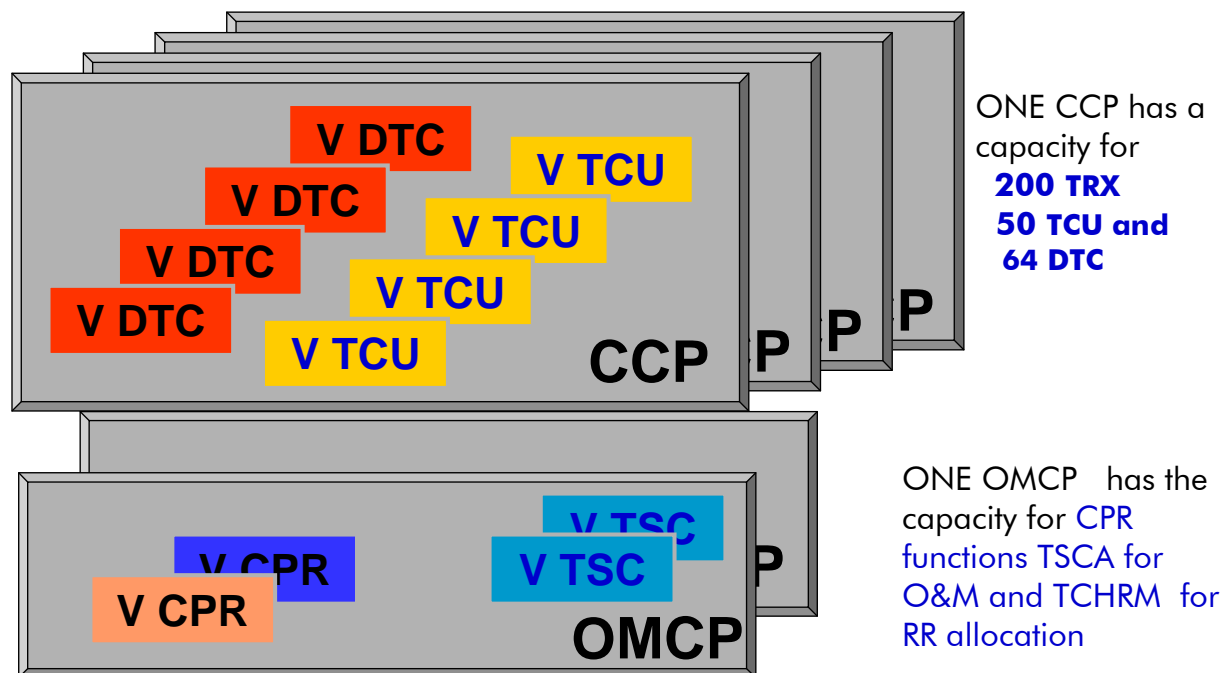 V DTC
V TCU
V DTC
V TCU
V DTC
V TCU
V DTC
V TCU
CCP
CP
CP
P
ONE CCP has a
capacity for
200 TRX
50 TCU and
64 DTC
V TSC
V CPR
V TSC
V CPR
P
OMCP
ONE OMCP has the
capacity for CPR
functions TSCA for
O&M and TCHRM for
RR allocation